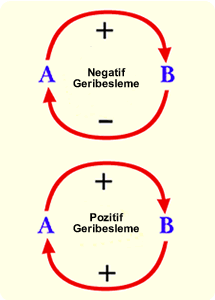 +
A Negatif B
Geribesleme
−
+
A Pozitif B
Geribesleme
+